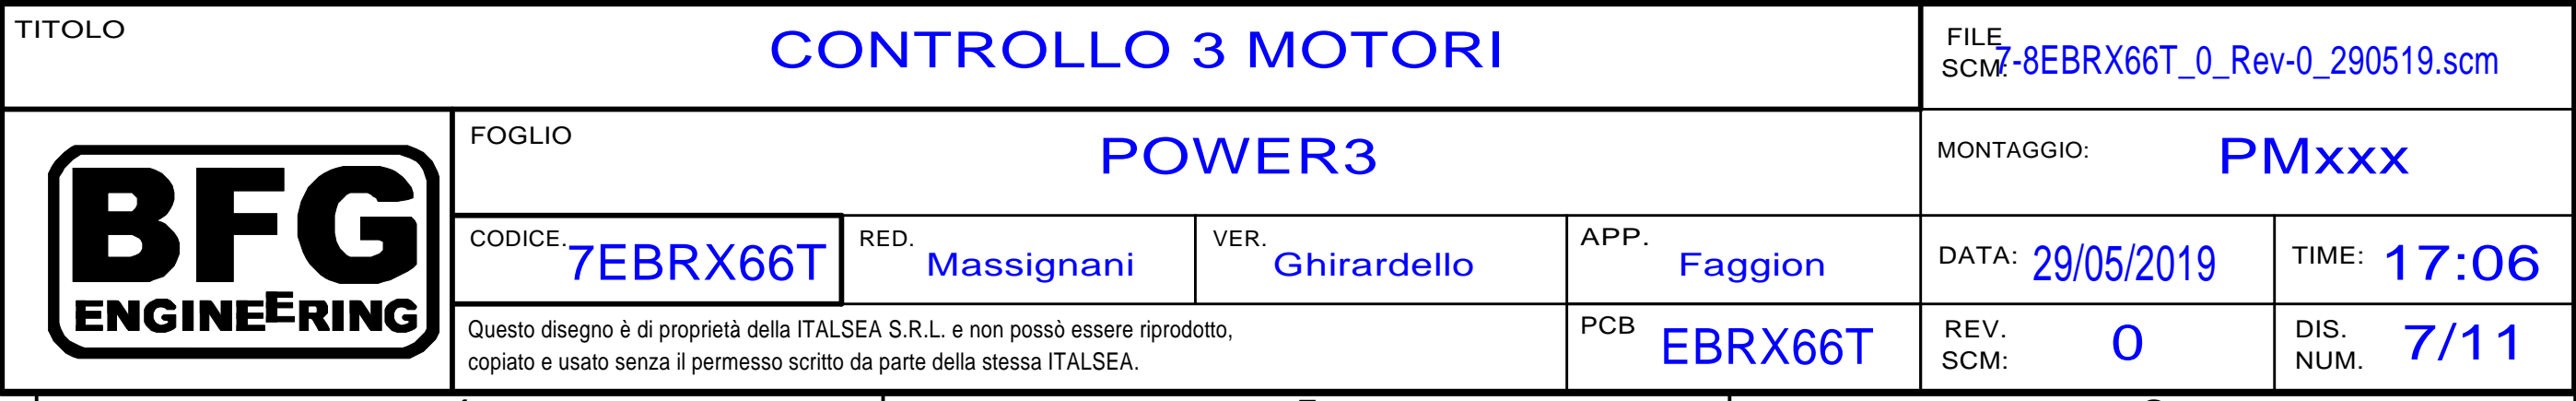 TITOLO
CONTROLLO 3 MOTORI
FILE SCM: 7-8EBRX66T_0_Rev-0_290519.scm
BFG
ENGINEERING
FOGLIO
POWER3
MONTAGGIO: PMxxx
CODICE. 7EBRX66T
RED. Massignani
VER. Ghirardello
APP. Faggion
DATA: 29/05/2019
TIME: 17:06
Questo disegno è di proprietà della ITALSEA S.R.L. e non possò essere riprodotto,
copiato e usato senza il permesso scritto da parte della stessa ITALSEA.
PCB EBRX66T
REV. SCM: 0
DIS. NUM. 7/11